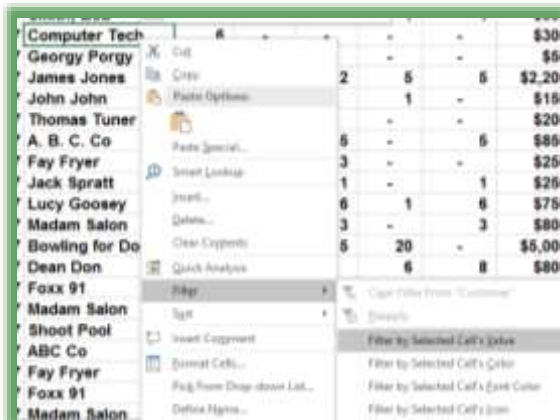 Computer Tech 6 - - - $30
Georgy Porgy - - $5
James Jones 2 5 5 $2,20
John John 1 - $15
Thomas Tuner - - $20
A. B. C. Co 5 - 5 $85
Fay Fryer 3 - - $25
Jack Spratt 1 - 1 $25
Lucy Goosey 6 1 6 $75
Madam Salon 3 - 3 $80
Bowling for Do 5 20 - $5,00
Dean Don 6 8 $80
Foxx 91
Madam Salon
Shoot Pool
ABC Co
Fay Fryer
Foxx 91
Madam Salon
Cut
Copy
Paste Options:
Paste Special...
Smart Lookup
Insert...
Delete...
Clear Contents
Quick Analysis
Filter
Sort
Insert Comment
Format Cells...
Pick From Drop-down List...
Define Name...
Clear Filter From "Customer"
Reapply
Filter by Selected Cell's Value
Filter by Selected Cell's Color
Filter by Selected Cell's Font Color
Filter by Selected Cell's Icon